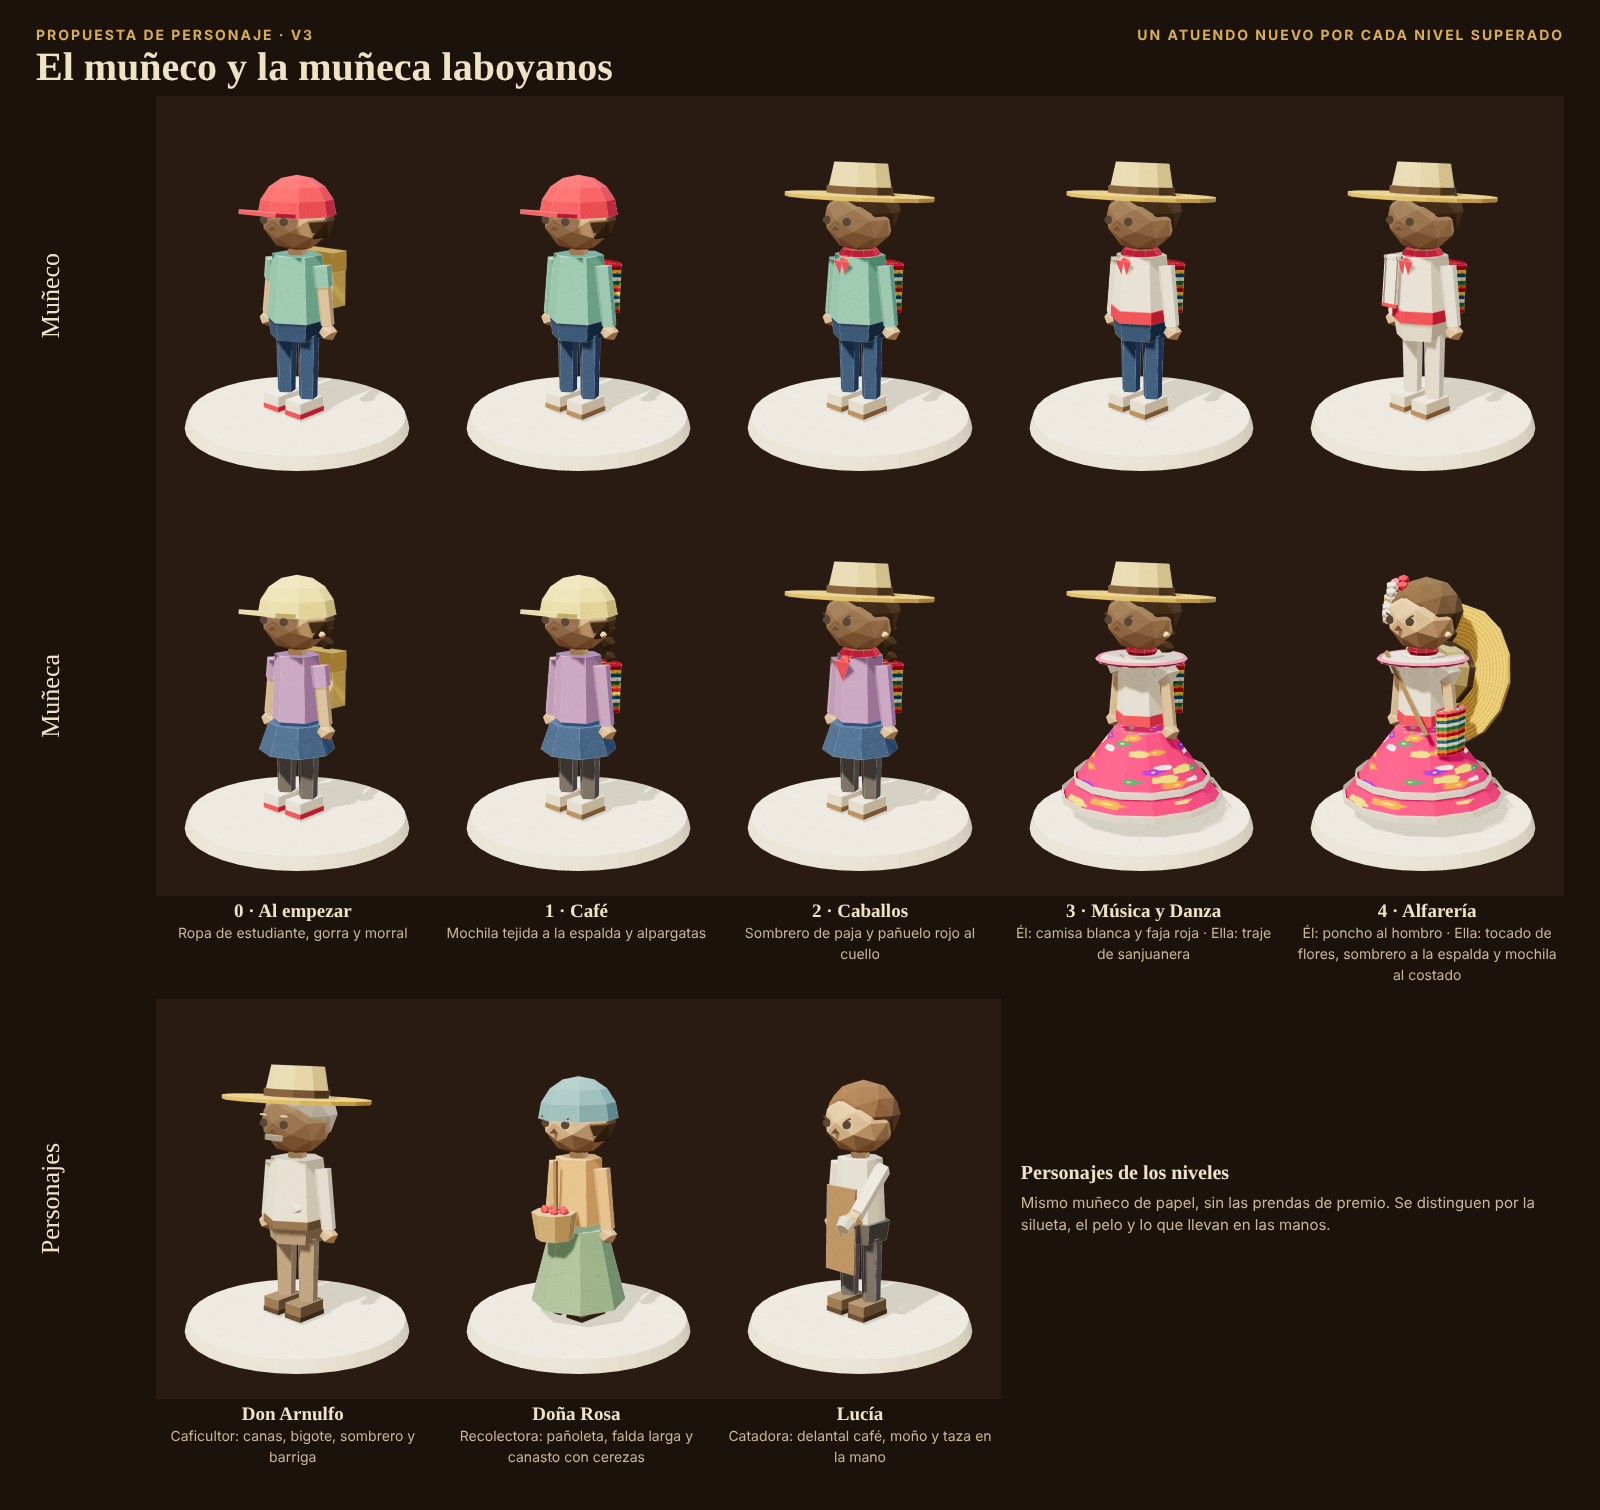 PROPUESTA DE PERSONAJE · V3
UN ATUENDO NUEVO POR CADA NIVEL SUPERADO
El muñeco y la muñeca laboyanos
Muñeco
Muñeca
0 · Al empezar
Ropa de estudiante, gorra y morral
1 · Café
Mochila tejida a la espalda y alpargatas
2 · Caballos
Sombrero de paja y pañuelo rojo al
cuello
3 · Música y Danza
Él: camisa blanca y faja roja · Ella: traje
de sanjuanera
4 · Alfarería
Él: poncho al hombro · Ella: tocado de
flores, sombrero a la espalda y mochila
al costado
Personajes
Personajes de los niveles
Mismo muñeco de papel, sin las prendas de premio. Se distinguen por la
silueta, el pelo y lo que llevan en las manos.
Don Arnulfo
Caficultor: canas, bigote, sombrero y
barriga
Doña Rosa
Recolectora: pañoleta, falda larga y
canasto con cerezas
Lucía
Catadora: delantal café, moño y taza en
la mano